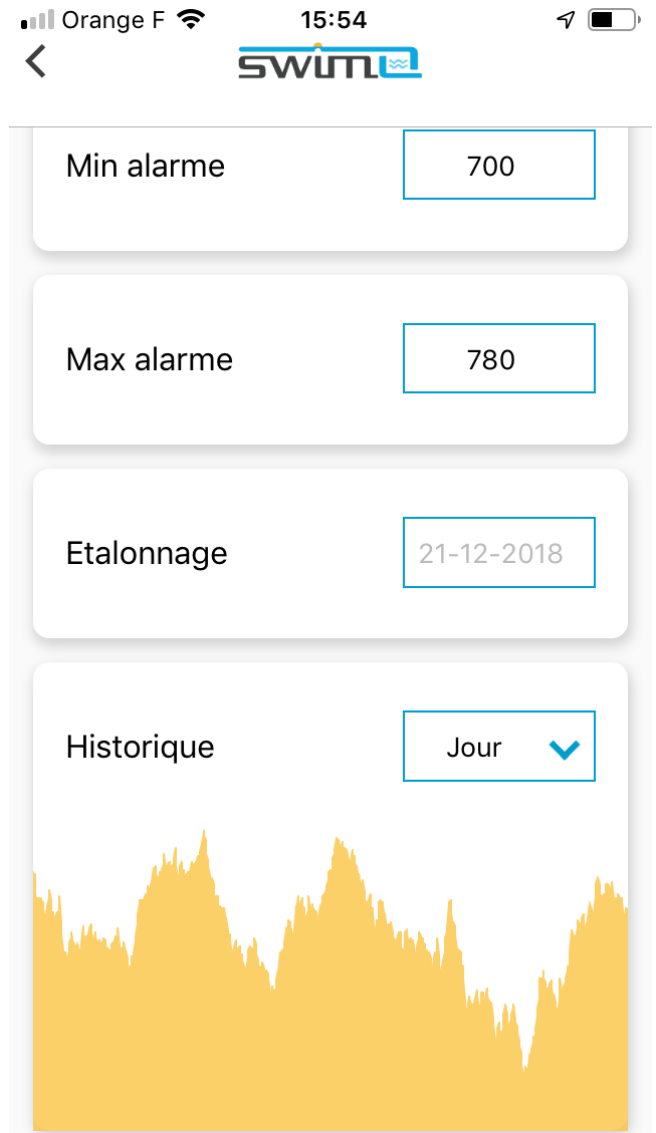 Orange F 15:54
swim
Min alarme 700
Max alarme 780
Etalonnage 21-12-2018
Historique Jour